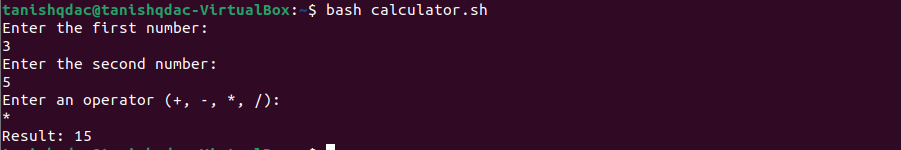 tanishqdac@tanishqdac-VirtualBox:~$ bash calculator.sh
Enter the first number:
3
Enter the second number:
5
Enter an operator (+, -, *, /):
*
Result: 15